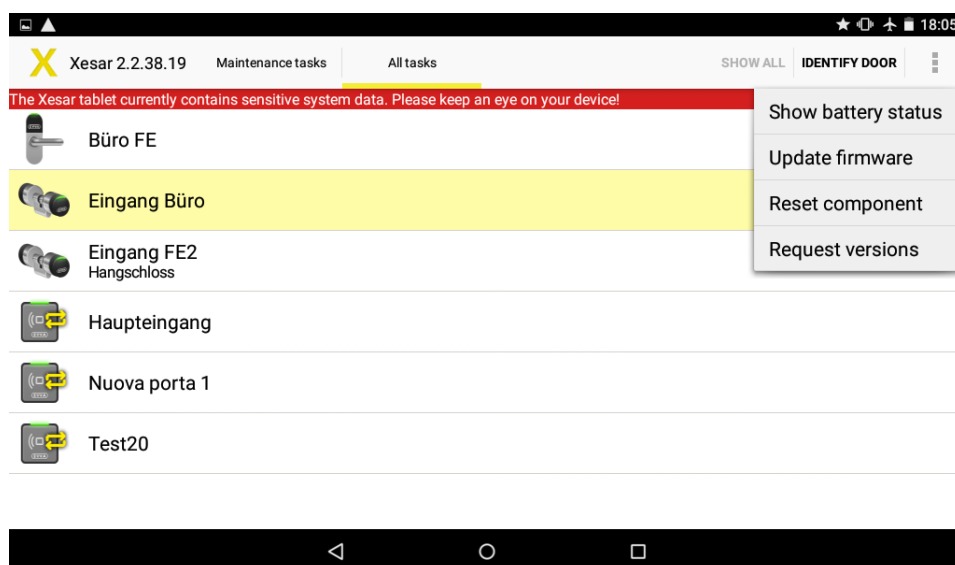 18:05
Xesar 2.2.38.19 Maintenance tasks All tasks SHOW ALL IDENTIFY DOOR
The Xesar tablet currently contains sensitive system data. Please keep an eye on your device!
Show battery status
Update firmware
Reset component
Request versions
Büro FE
Eingang Büro
Eingang FE2
Hangschloss
Haupteingang
Nuova porta 1
Test20